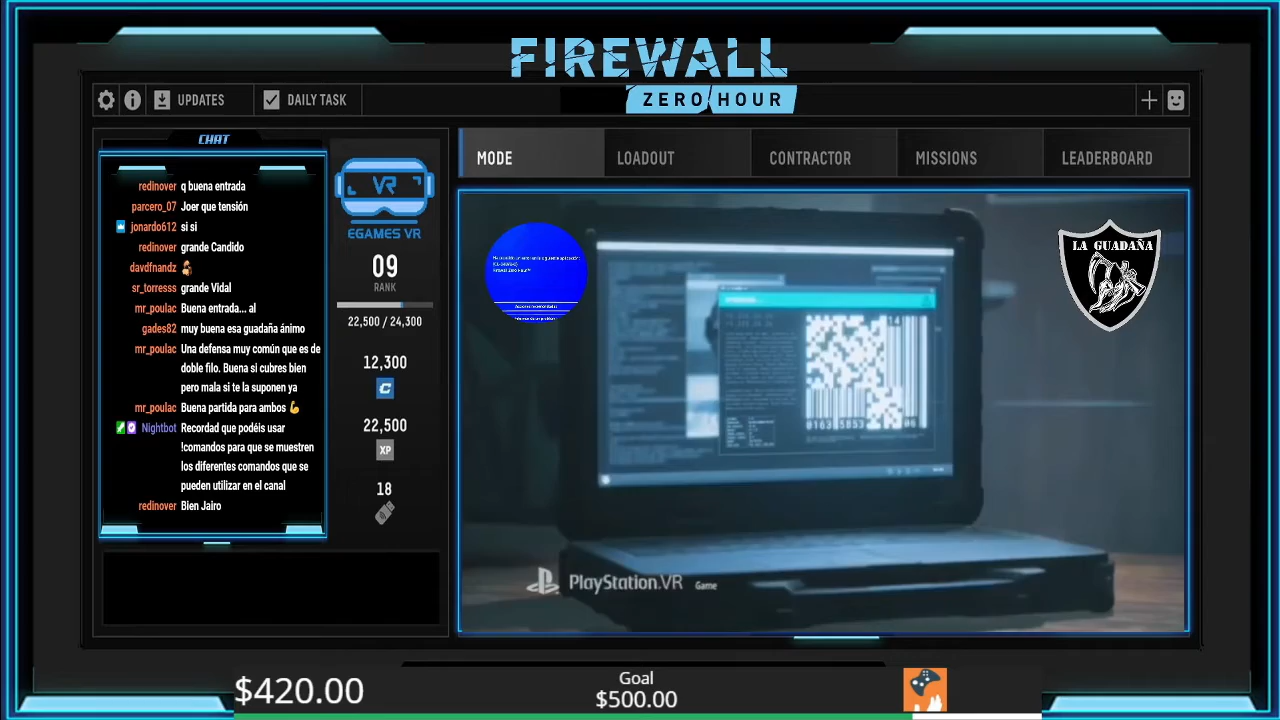 FIREWALL
ZERO HOUR
UPDATES
DAILY TASK
CHAT
redinover q buena entrada
parcero_07 Joer que tensión
jonardo612 si si
redinover grande Candido
davdfnandz
sr_torresss grande Vidal
mr_poulac Buena entrada... al
gades82 muy buena esa guadaña ánimo
mr_poulac Una defensa muy común que es de
doble filo. Buena si cubres bien
pero mala si te la suponen ya
mr_poulac Buena partida para ambos
Nightbot Recordad que podéis usar
!comandos para que se muestren
los diferentes comandos que se
pueden utilizar en el canal
redinover Bien Jairo
VR
EGAMES VR
09
RANK
22,500 / 24,300
12,300
C
22,500
XP
18
MODE
LOADOUT
CONTRACTOR
MISSIONS
LEADERBOARD
LA GUADAÑA
14
0163 5853
06
PlayStation.VR Game
$420.00
Goal
$500.00